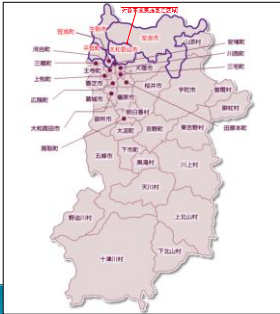 生駒市
斑鳩町
平群町
奈良市
大和郡山市
山添村
河合町
安堵町
川西町
三郷町
王寺町
天理市
三宅町
上牧町
香芝市
桜井市
宇陀市
曽爾村
広陵町
葛城市
橿原市
御杖村
大和高田市
御所市
明日香村
田原本町
高取町
大淀町
吉野町
東吉野村
五條市
下市町
黒滝村
川上村
天川村
野迫川村
上北山村
十津川村
下北山村